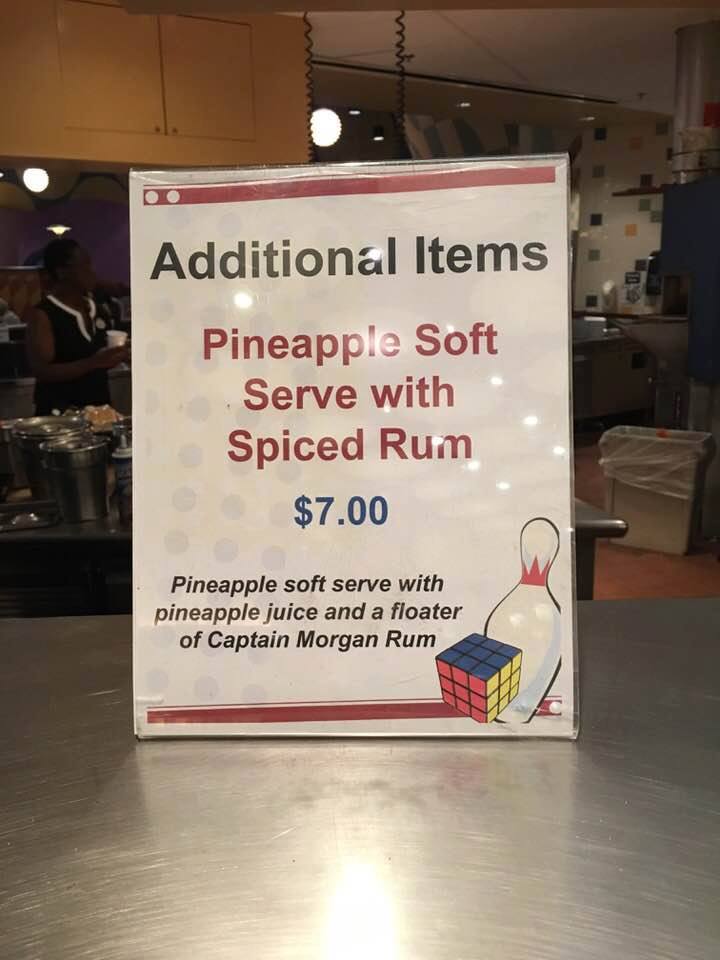 Additional Items
Pineapple Soft
Serve with
Spiced Rum
$7.00
Pineapple soft serve with
pineapple juice and a floater
of Captain Morgan Rum